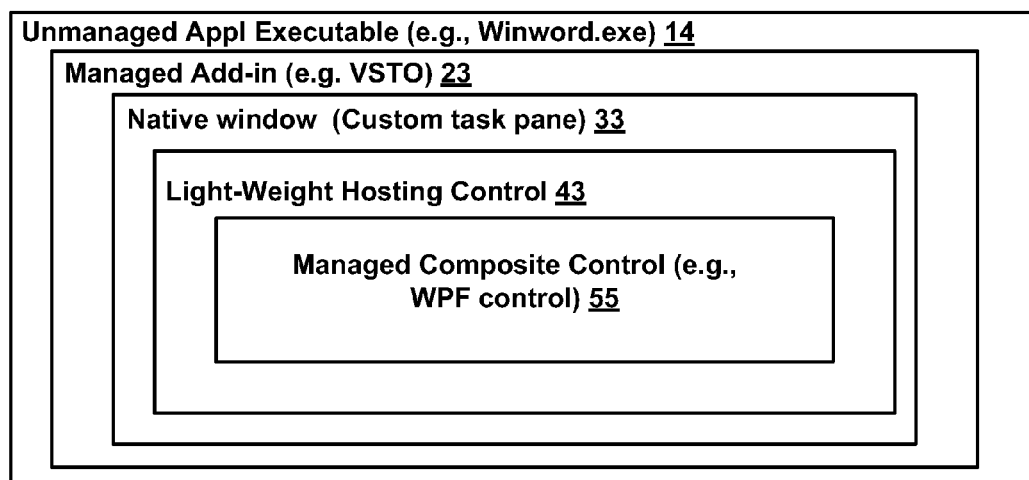 Unmanaged Appl Executable (e.g., Winword.exe) 14
Managed Add-in (e.g. VSTO) 23
Native window (Custom task pane) 33
Light-Weight Hosting Control 43
Managed Composite Control (e.g.,
WPF control) 55